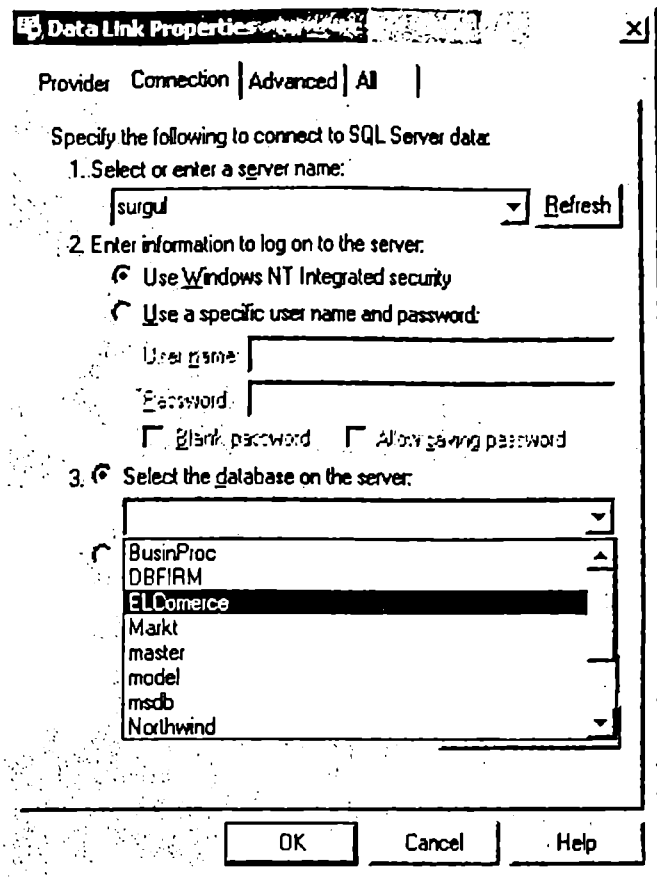 Data Link Properties
Provider Connection Advanced All
Specify the following to connect to SQL Server data:
1. Select or enter a server name:
surgul Refresh
2. Enter information to log on to the server:
Use Windows NT Integrated security
Use a specific user name and password:
User name:
Password:
Blank password Allow saving password
3. Select the database on the server:
BusinProc
DBFIRM
ELComerce
Markt
master
model
msdb
Northwind
OK Cancel Help